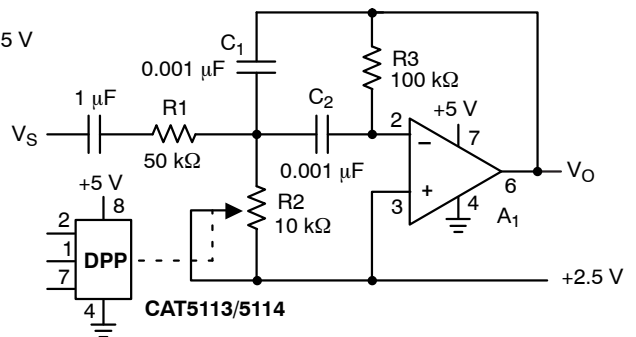 5 V
C1
0.001 μF
R3
100 kΩ
1 μF
R1
C2
+5 V
VS
50 kΩ
0.001 μF
2
7
–
+
3
4
6
VO
A1
+5 V
8
R2
10 kΩ
2
1
7
DPP
4
CAT5113/5114
+2.5 V